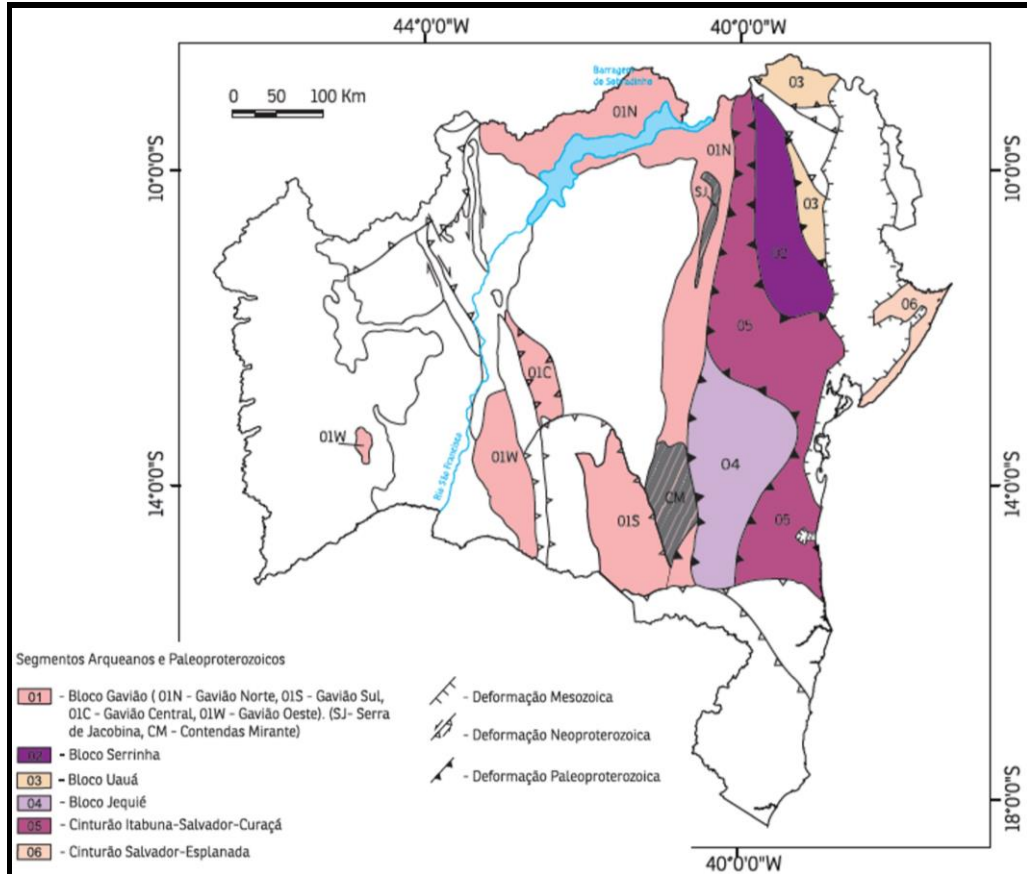 44°0'0"W
40°0'0"W
0 50 100 Km
Barragem
de Sobradinho
03
01N
01N
10°0'0"S
10°0'0"S
SJ
03
02
06
05
01C
01W
01W
Rio São Francisco
04
14°0'0"S
14°0'0"S
CM
01S
05
Segmentos Arqueanos e Paleoproterozoicos
01 - Bloco Gavião ( 01N - Gavião Norte, 01S - Gavião Sul,
01C - Gavião Central, 01W - Gavião Oeste). (SJ- Serra
de Jacobina, CM - Contendas Mirante)
02 - Bloco Serrinha
03 - Bloco Uauá
04 - Bloco Jequié
05 - Cinturão Itabuna-Salvador-Curaçá
06 - Cinturão Salvador-Esplanada
- Deformação Mesozoica
- Deformação Neoproterozoica
- Deformação Paleoproterozoica
18°0'0"S
40°0'0"W